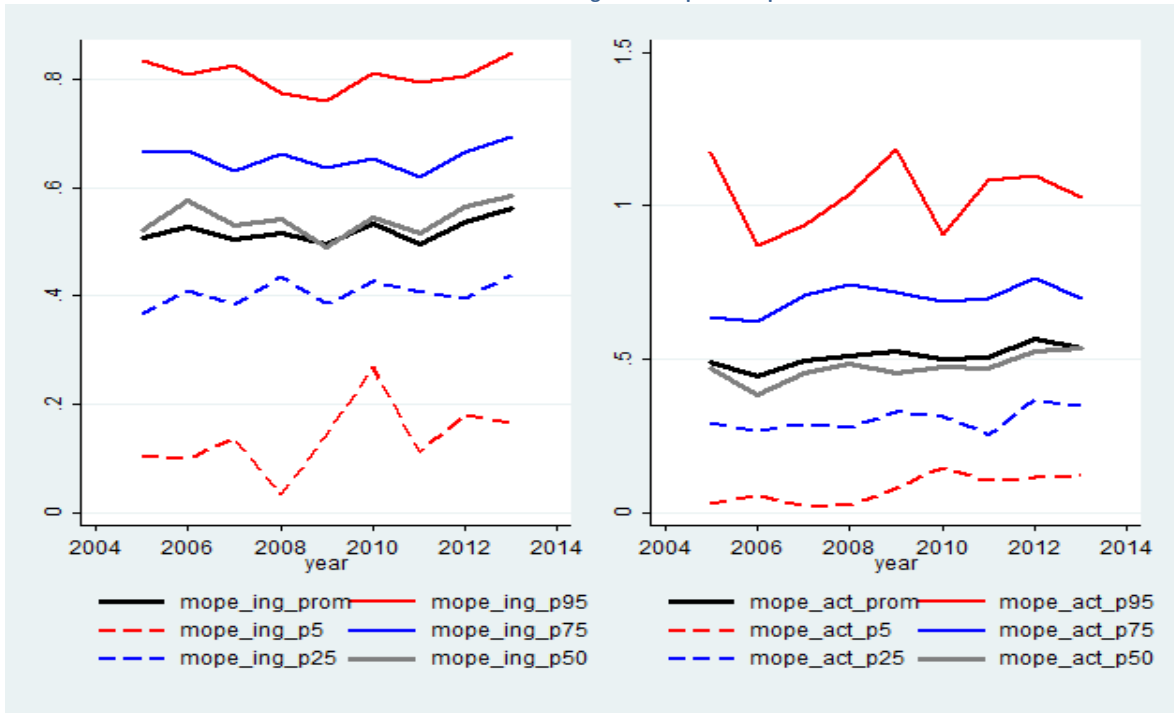 .8
.6
.4
.2
0
2004 2006 2008 2010 2012 2014
year
mope_ing_prom mope_ing_p95
mope_ing_p5 mope_ing_p75
mope_ing_p25 mope_ing_p50
1.5
1
.5
0
2004 2006 2008 2010 2012 2014
year
mope_act_prom mope_act_p95
mope_act_p5 mope_act_p75
mope_act_p25 mope_act_p50